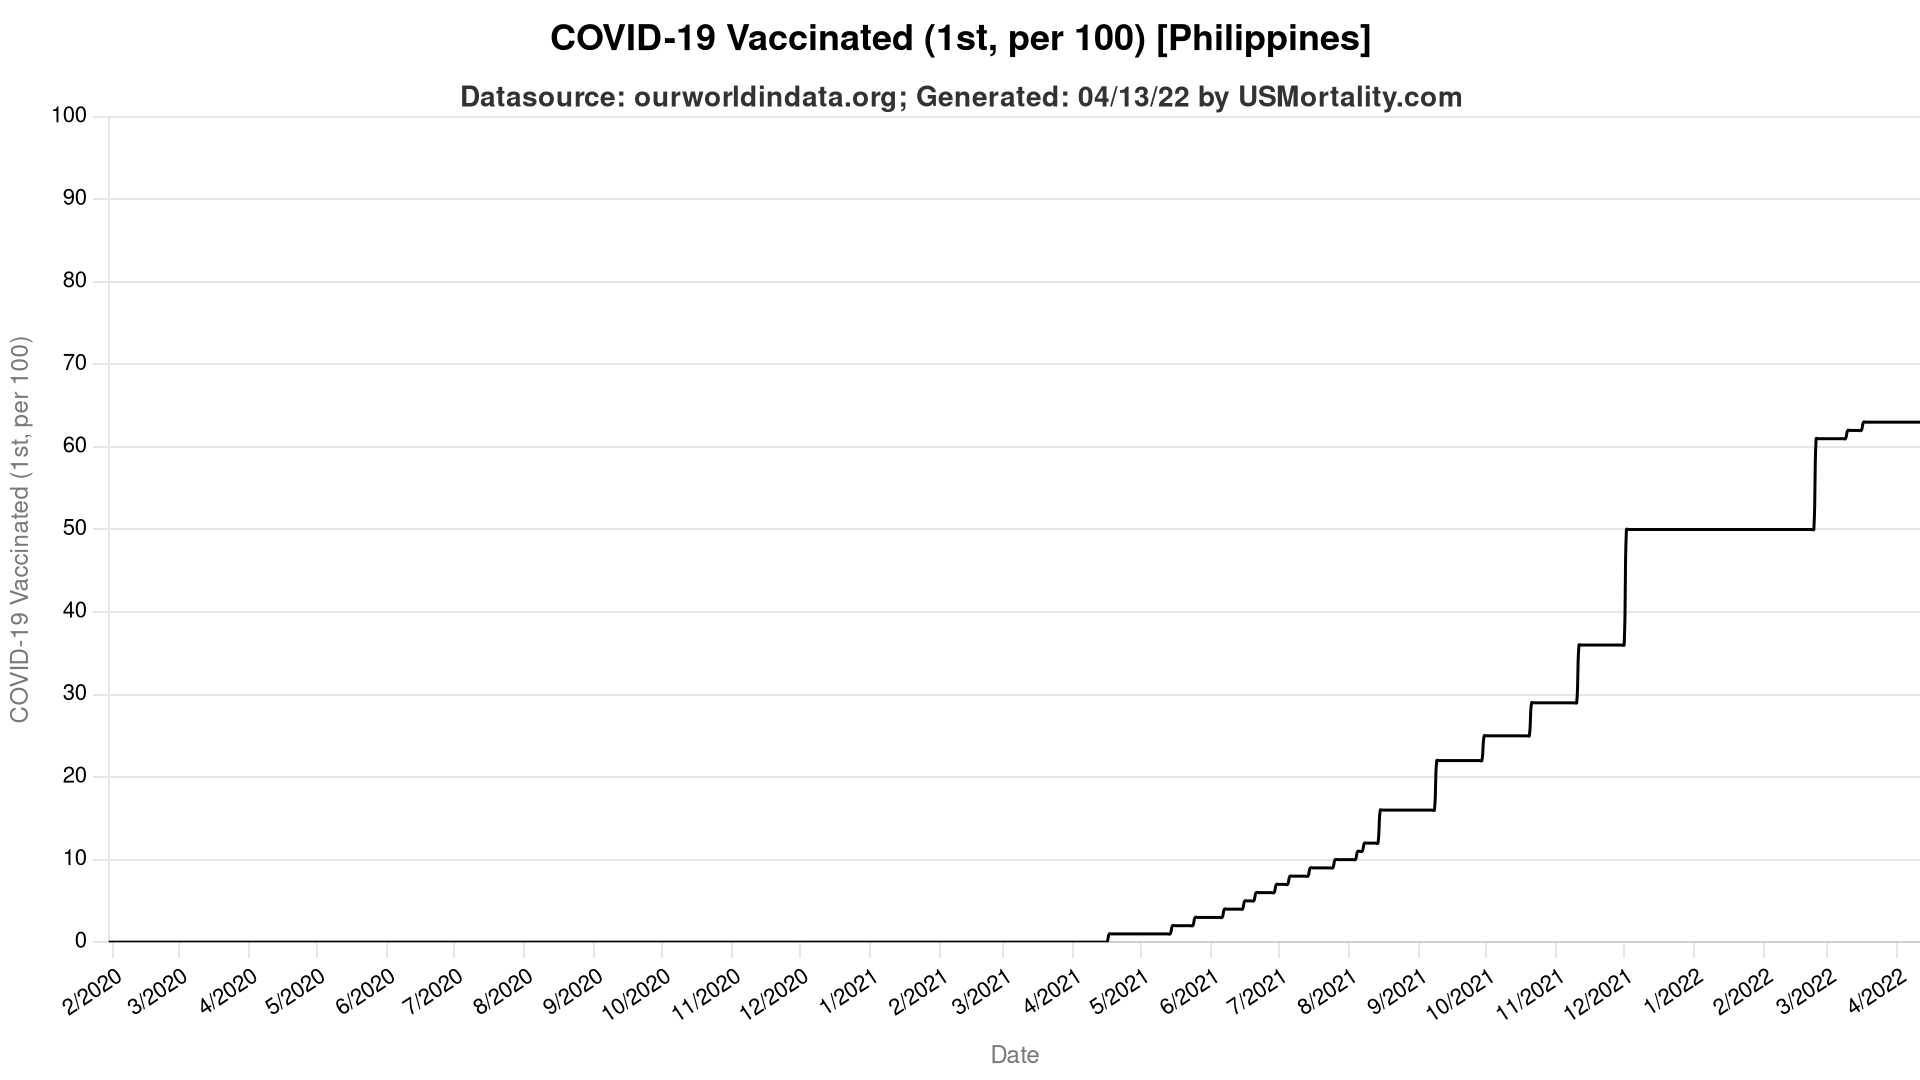 COVID-19 Vaccinated (1st, per 100) [Philippines]
Datasource: ourworldindata.org; Generated: 04/13/22 by USMortality.com
COVID-19 Vaccinated (1st, per 100)
100
90
80
70
60
50
40
30
20
10
0
2/2020 3/2020 4/2020 5/2020 6/2020 7/2020 8/2020 9/2020 10/2020 11/2020 12/2020 1/2021 2/2021 3/2021 4/2021 5/2021 6/2021 7/2021 8/2021 9/2021 10/2021 11/2021 12/2021 1/2022 2/2022 3/2022 4/2022
Date